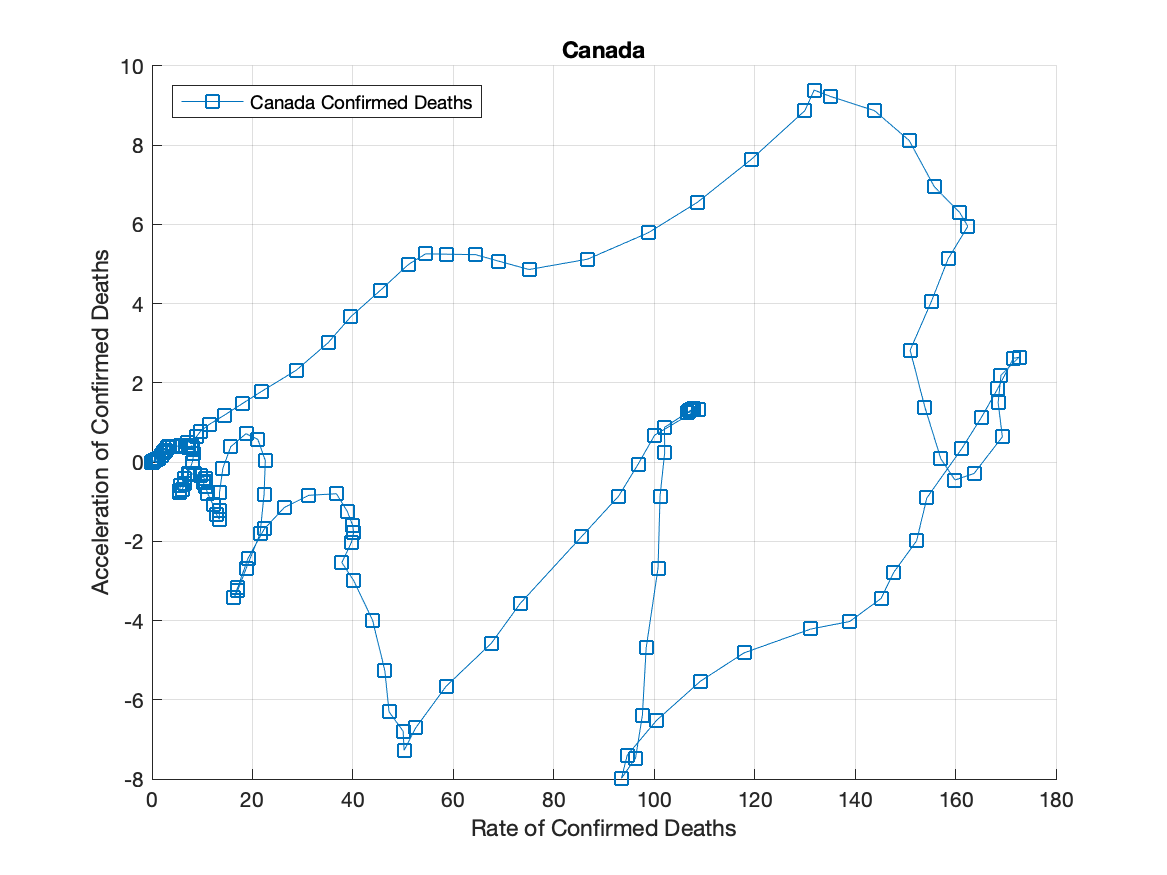 Canada
Canada Confirmed Deaths
Acceleration of Confirmed Deaths
10
8
6
4
2
0
-2
-4
-6
-8
0 20 40 60 80 100 120 140 160 180
Rate of Confirmed Deaths